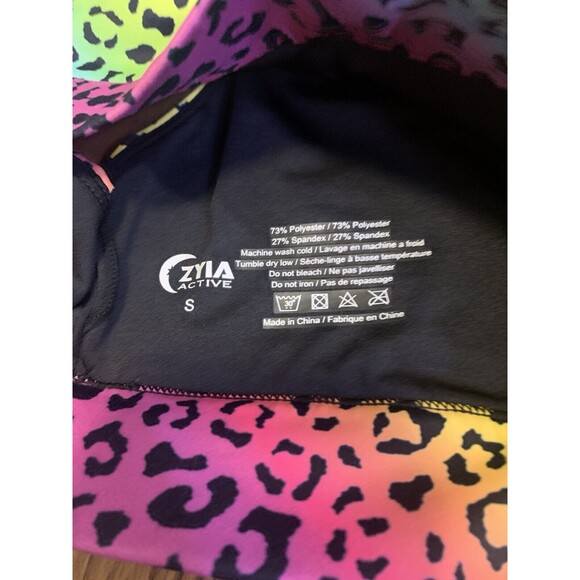 ZYIA
ACTIVE
S
73% Polyester / 73% Polyester
27% Spandex / 27% Spandex
Machine wash cold / Lavage en machine a froid
Tumble dry low / Sèche-linge à basse température
Do not bleach / Ne pas javelliser
Do not iron / Pas de repassage
30°
Made in China / Fabrique en Chine